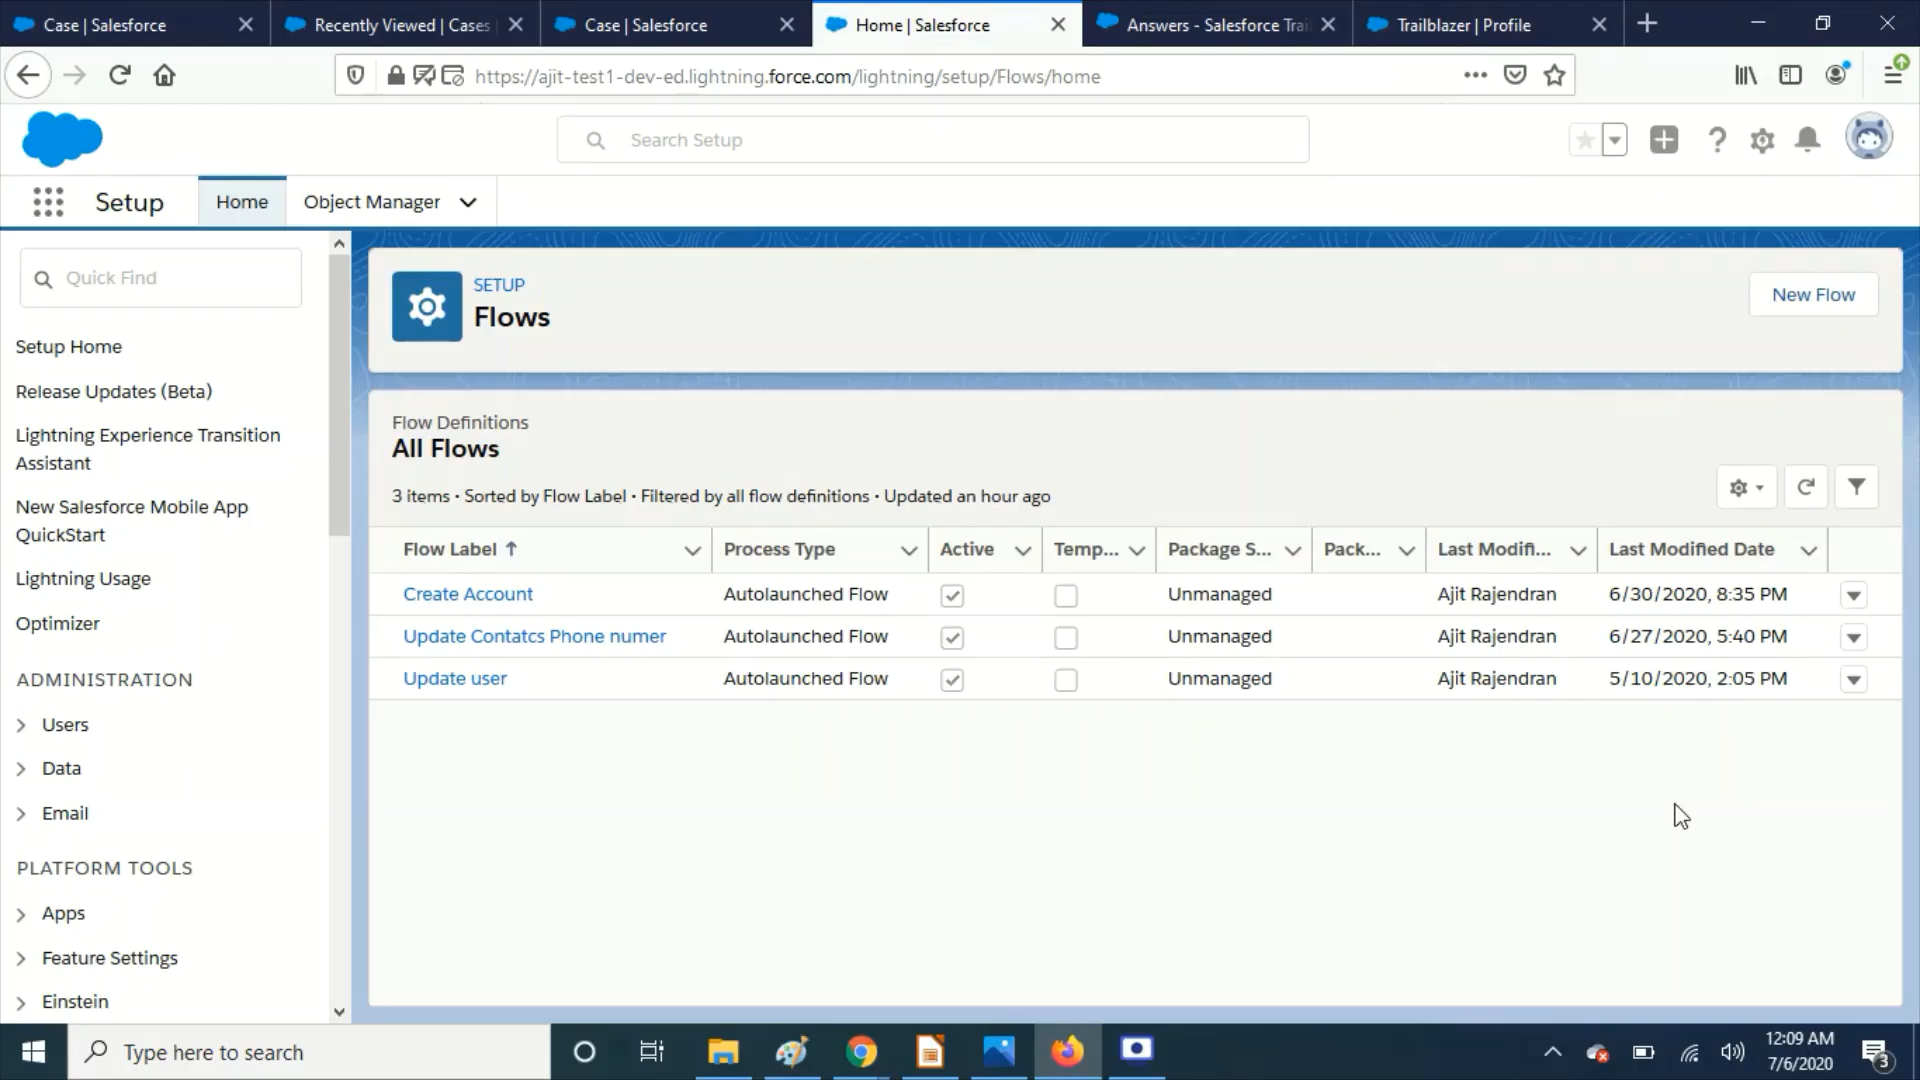 Case | Salesforce
Recently Viewed | Cases
Case | Salesforce
Home | Salesforce
Answers - Salesforce Trai
Trailblazer | Profile
https://ajit-test1-dev-ed.lightning.force.com/lightning/setup/Flows/home
Search Setup
Setup
Home
Object Manager
Quick Find
Setup Home
Release Updates (Beta)
Lightning Experience Transition
Assistant
New Salesforce Mobile App
QuickStart
Lightning Usage
Optimizer
ADMINISTRATION
Users
Data
Email
PLATFORM TOOLS
Apps
Feature Settings
Einstein
SETUP
Flows
New Flow
Flow Definitions
All Flows
3 items • Sorted by Flow Label • Filtered by all flow definitions • Updated an hour ago
Flow Label ↑ Process Type Active Temp... Package S... Pack... Last Modifi... Last Modified Date
Create Account Autolaunched Flow Unmanaged Ajit Rajendran 6/30/2020, 8:35 PM
Update Contatcs Phone numer Autolaunched Flow Unmanaged Ajit Rajendran 6/27/2020, 5:40 PM
Update user Autolaunched Flow Unmanaged Ajit Rajendran 5/10/2020, 2:05 PM
Type here to search
12:09 AM
7/6/2020
3